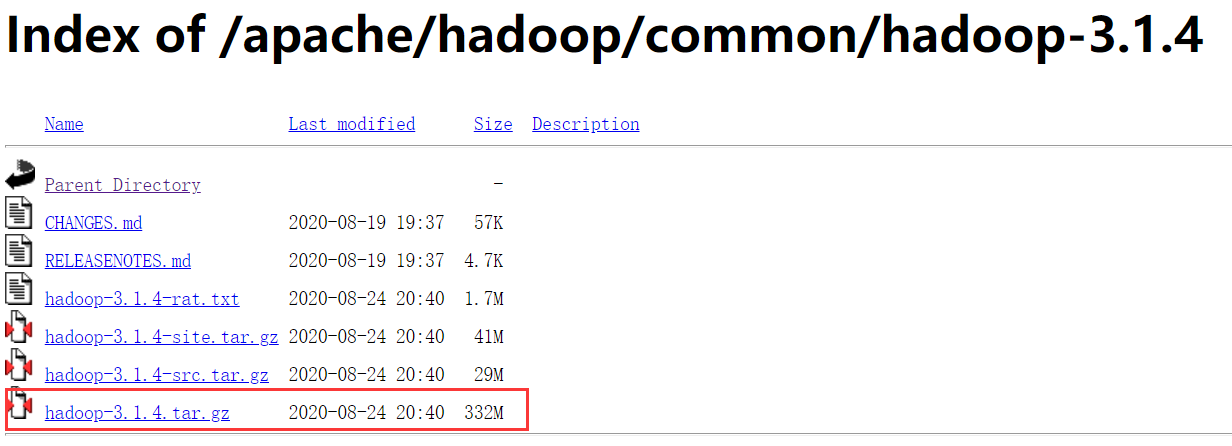 Index of /apache/hadoop/common/hadoop-3.1.4
Name Last modified Size Description
Parent Directory -
CHANGES.md 2020-08-19 19:37 57K
RELEASENOTES.md 2020-08-19 19:37 4.7K
hadoop-3.1.4-rat.txt 2020-08-24 20:40 1.7M
hadoop-3.1.4-site.tar.gz 2020-08-24 20:40 41M
hadoop-3.1.4-src.tar.gz 2020-08-24 20:40 29M
hadoop-3.1.4.tar.gz 2020-08-24 20:40 332M